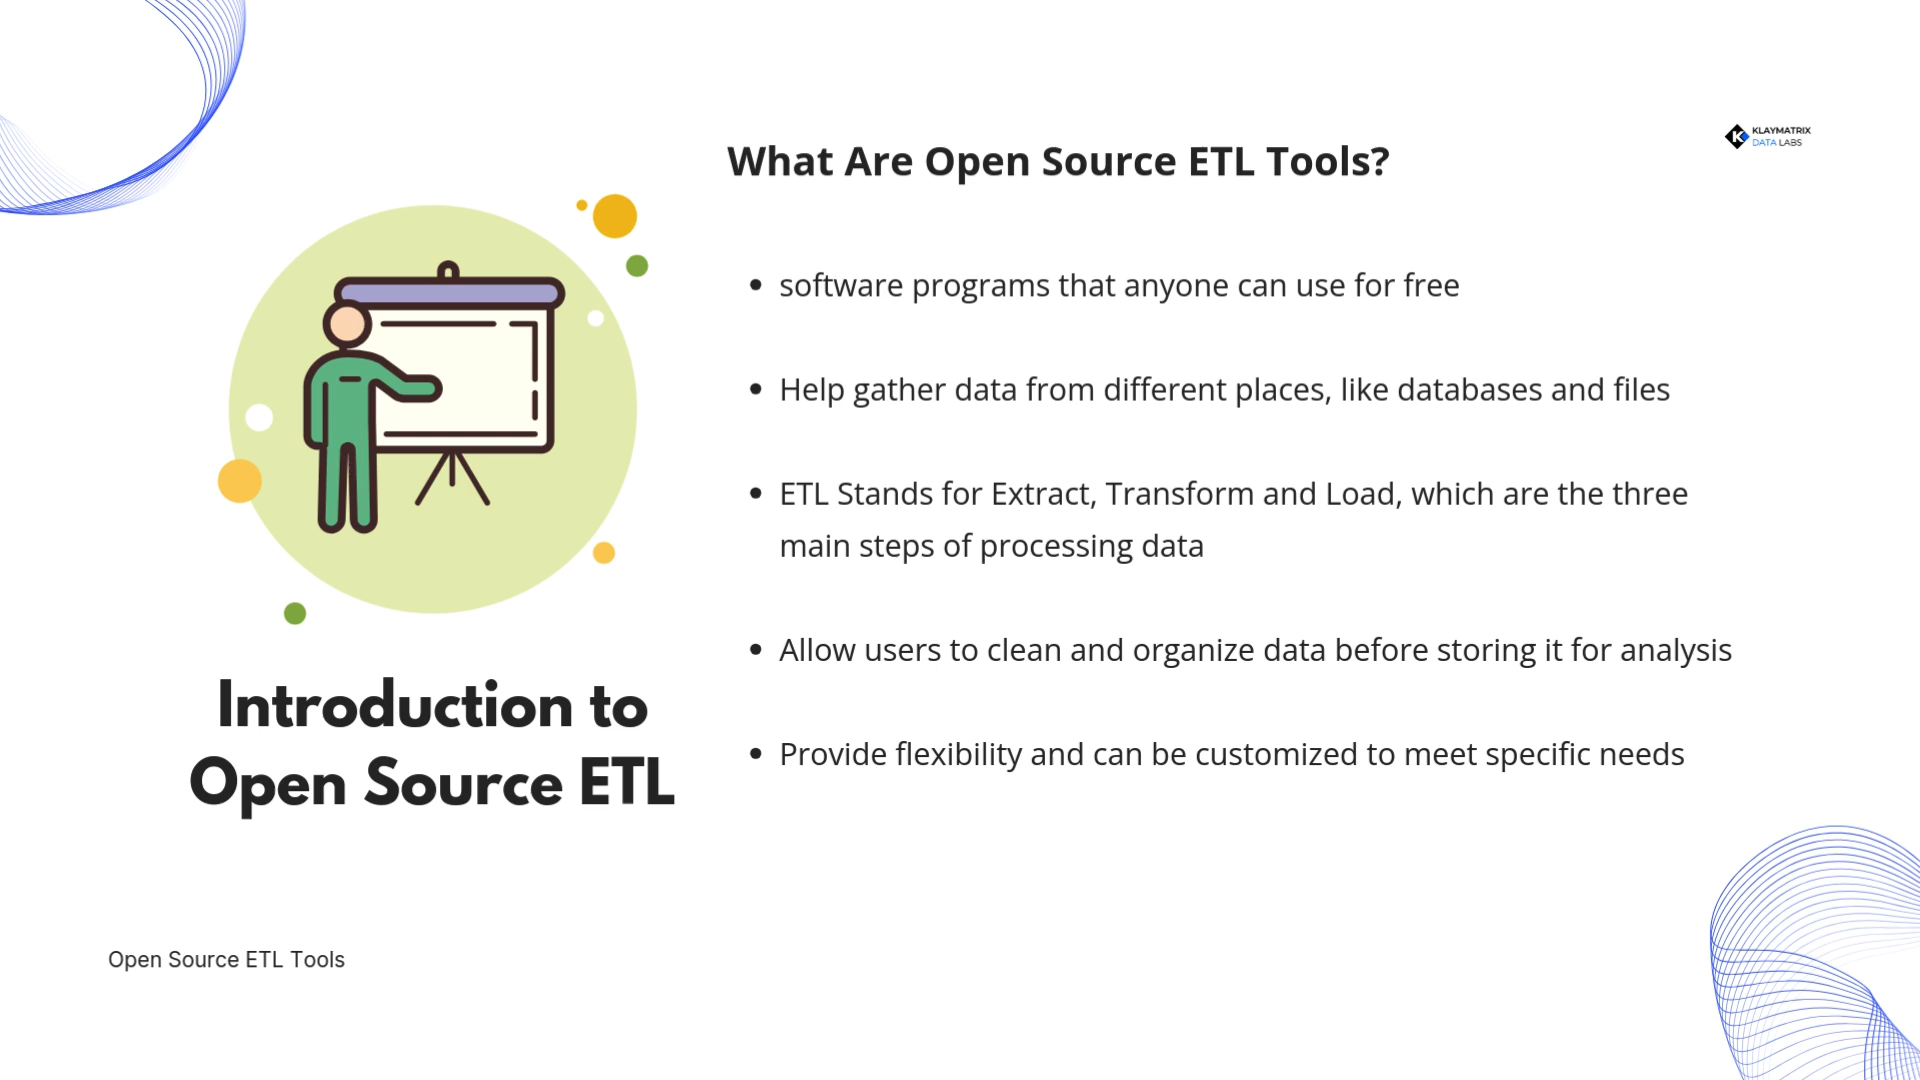 What Are Open Source ETL Tools?
KLAYMATRIX
DATA LABS
• software programs that anyone can use for free
• Help gather data from different places, like databases and files
• ETL Stands for Extract, Transform and Load, which are the three
main steps of processing data
• Allow users to clean and organize data before storing it for analysis
• Provide flexibility and can be customized to meet specific needs
Introduction to
Open Source ETL
Open Source ETL Tools